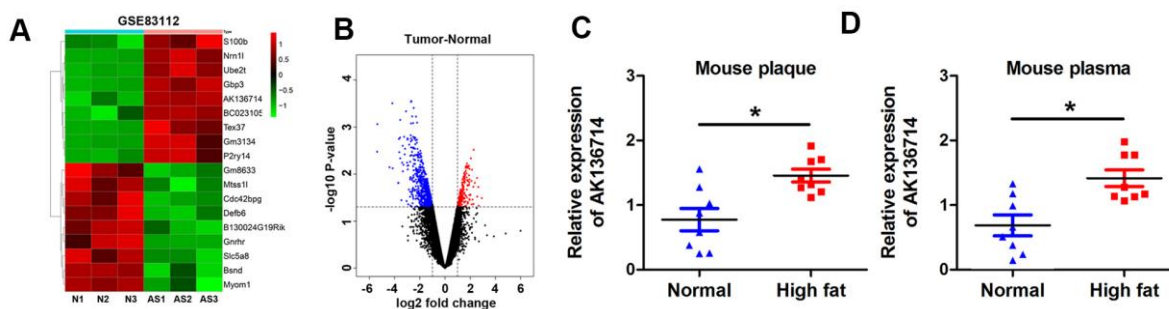 A
GSE83112
Type
S100b
Nrn1l
Ube2t
Gbp3
AK136714
BC023105
Tex37
Gm3134
P2ry14
Gm8633
Mtss1l
Cdc42bpg
Defb6
B130024G19Rik
Gnrhr
Slc5a8
Bsnd
Myom1
1
0.5
0
−0.5
−1
N1 N2 N3 AS1 AS2 AS3
B
Tumor-Normal
-log10 P-value
4
3
2
1
0
-6 -4 -2 0 2 4 6
log2 fold change
C
Mouse plaque
Relative expression
of AK136714
3
2
1
0
*
Normal High fat
D
Mouse plasma
Relative expression
of AK136714
3
2
1
0
*
Normal High fat